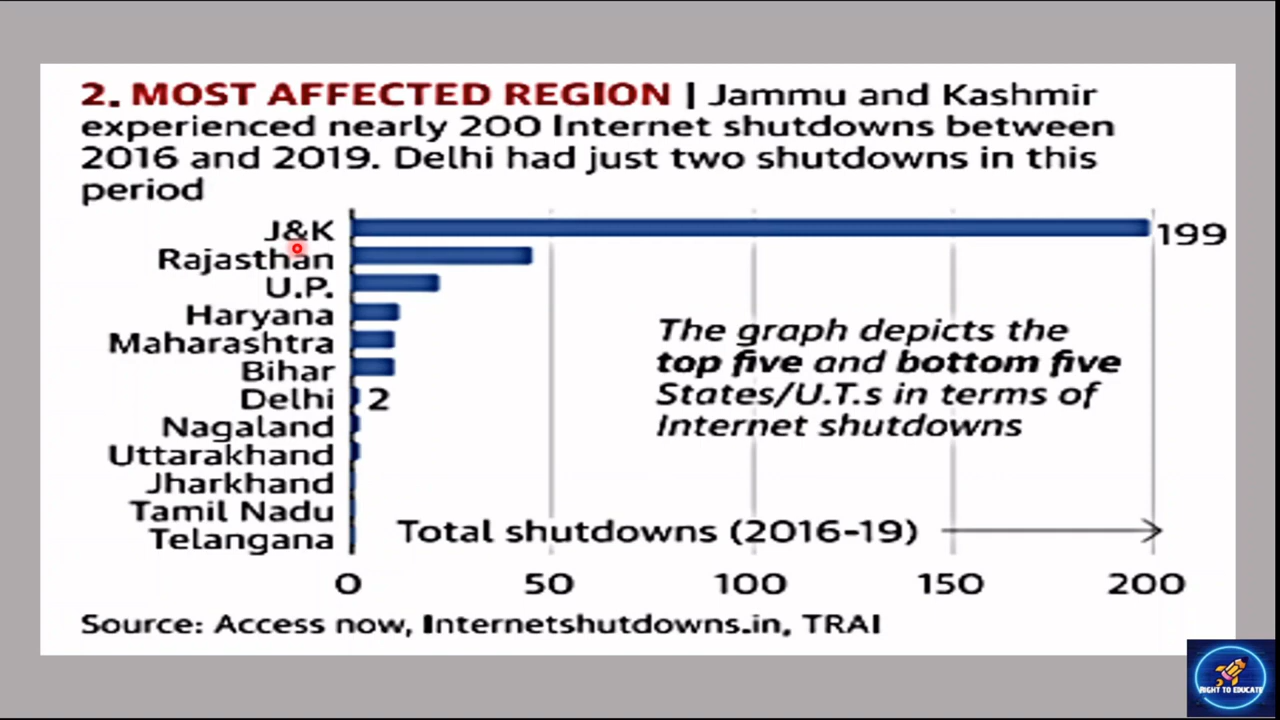 2. MOST AFFECTED REGION | Jammu and Kashmir
experienced nearly 200 Internet shutdowns between
2016 and 2019. Delhi had just two shutdowns in this
period
J&K
199
Rajasthan
U.P.
Haryana
Maharashtra
Bihar
Delhi
2
Nagaland
Uttarakhand
Jharkhand
Tamil Nadu
Telangana
The graph depicts the
top five and bottom five
States/U.T.s in terms of
Internet shutdowns
Total shutdowns (2016-19)
0 50 100 150 200
Source: Access now, Internetshutdowns.in, TRAI
RIGHT TO EDUCATE